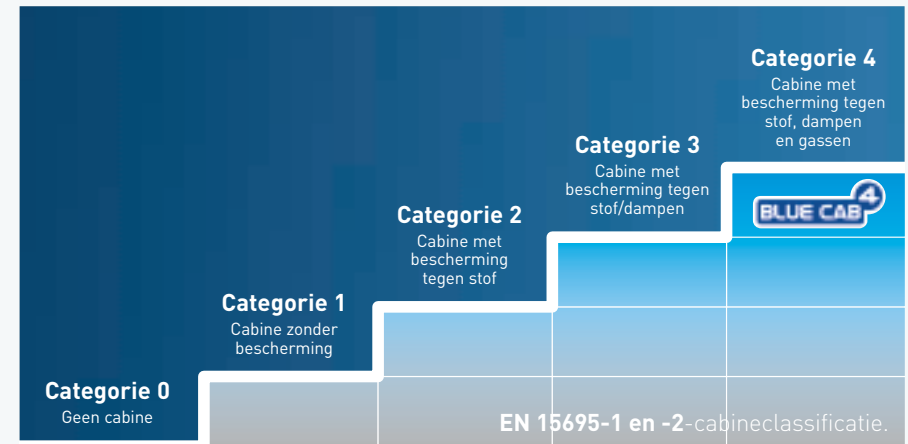 Categorie 4
Cabine met
bescherming tegen
stof, dampen
en gassen
Categorie 3
Cabine met
bescherming tegen
stof/dampen
BLUE CAB 4
Categorie 2
Cabine met
bescherming
tegen stof
Categorie 1
Cabine zonder
bescherming
Categorie 0
Geen cabine
EN 15695-1 en -2-cabineclassificatie.